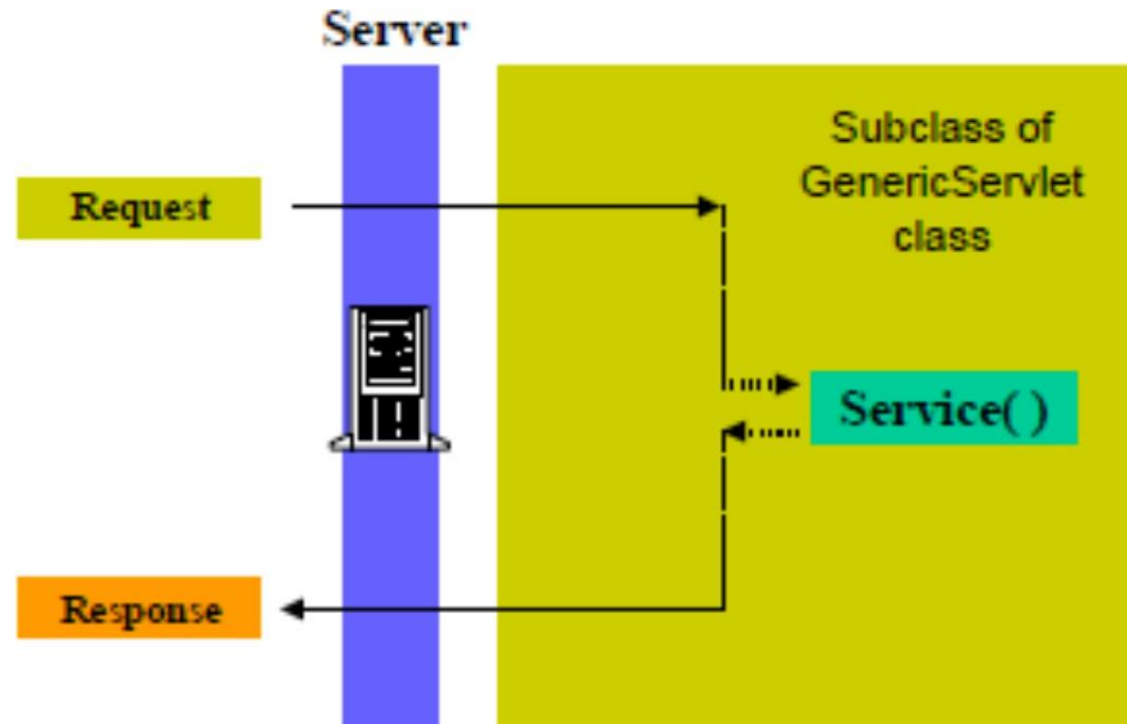 Server
Subclass of
GenericServlet
class
Request
Service( )
Response